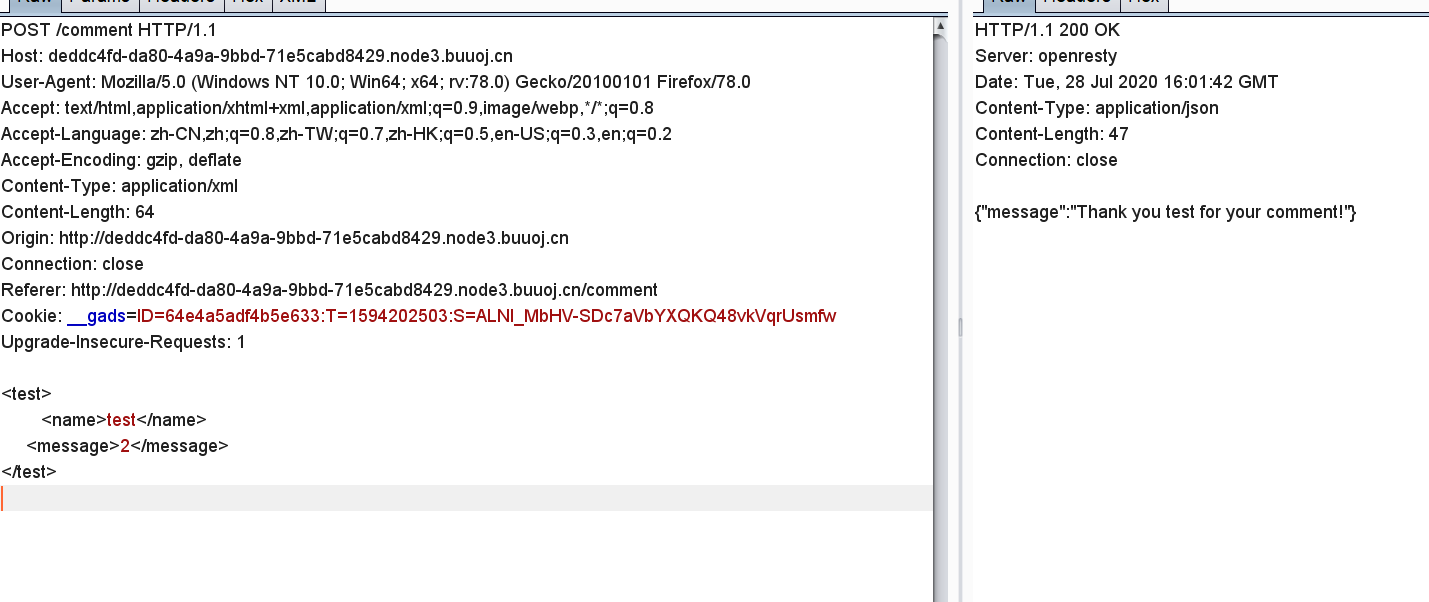 Raw Params Headers Hex XML
POST /comment HTTP/1.1
Host: deddc4fd-da80-4a9a-9bbd-71e5cabd8429.node3.buuoj.cn
User-Agent: Mozilla/5.0 (Windows NT 10.0; Win64; x64; rv:78.0) Gecko/20100101 Firefox/78.0
Accept: text/html,application/xhtml+xml,application/xml;q=0.9,image/webp,*/*;q=0.8
Accept-Language: zh-CN,zh;q=0.8,zh-TW;q=0.7,zh-HK;q=0.5,en-US;q=0.3,en;q=0.2
Accept-Encoding: gzip, deflate
Content-Type: application/xml
Content-Length: 64
Origin: http://deddc4fd-da80-4a9a-9bbd-71e5cabd8429.node3.buuoj.cn
Connection: close
Referer: http://deddc4fd-da80-4a9a-9bbd-71e5cabd8429.node3.buuoj.cn/comment
Cookie: __gads=ID=64e4a5adf4b5e633:T=1594202503:S=ALNI_MbHV-SDc7aVbYXQKQ48vkVqrUsmfw
Upgrade-Insecure-Requests: 1
<test>
<name>test</name>
<message>2</message>
</test>
Raw Headers Hex
HTTP/1.1 200 OK
Server: openresty
Date: Tue, 28 Jul 2020 16:01:42 GMT
Content-Type: application/json
Content-Length: 47
Connection: close
{"message":"Thank you test for your comment!"}